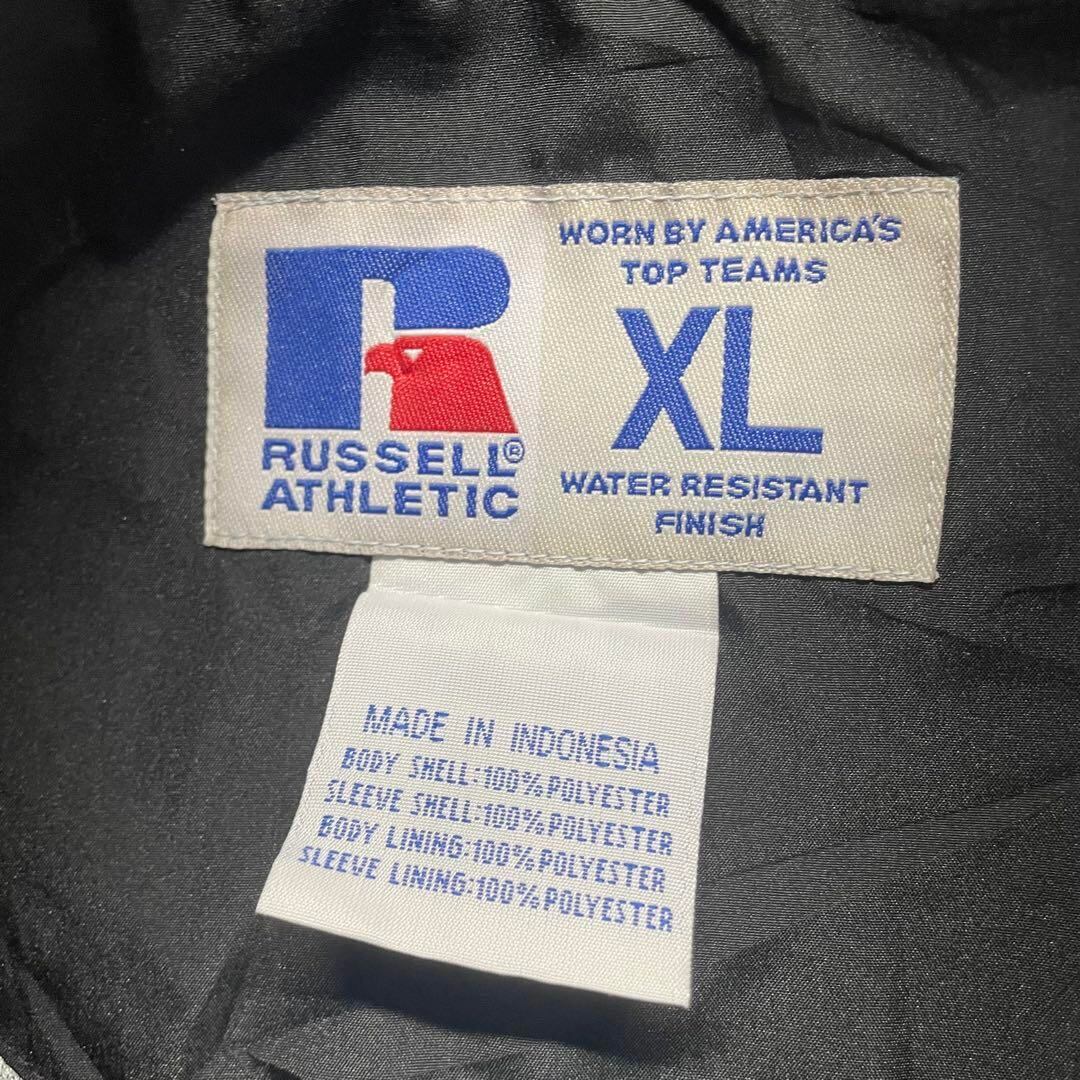 RUSSELL®
ATHLETIC
WORN BY AMERICA'S
TOP TEAMS
XL
WATER RESISTANT
FINISH
MADE IN INDONESIA
BODY SHELL:100%POLYESTER
SLEEVE SHELL:100%POLYESTER
BODY LINING:100%POLYESTER
SLEEVE LINING:100%POLYESTER